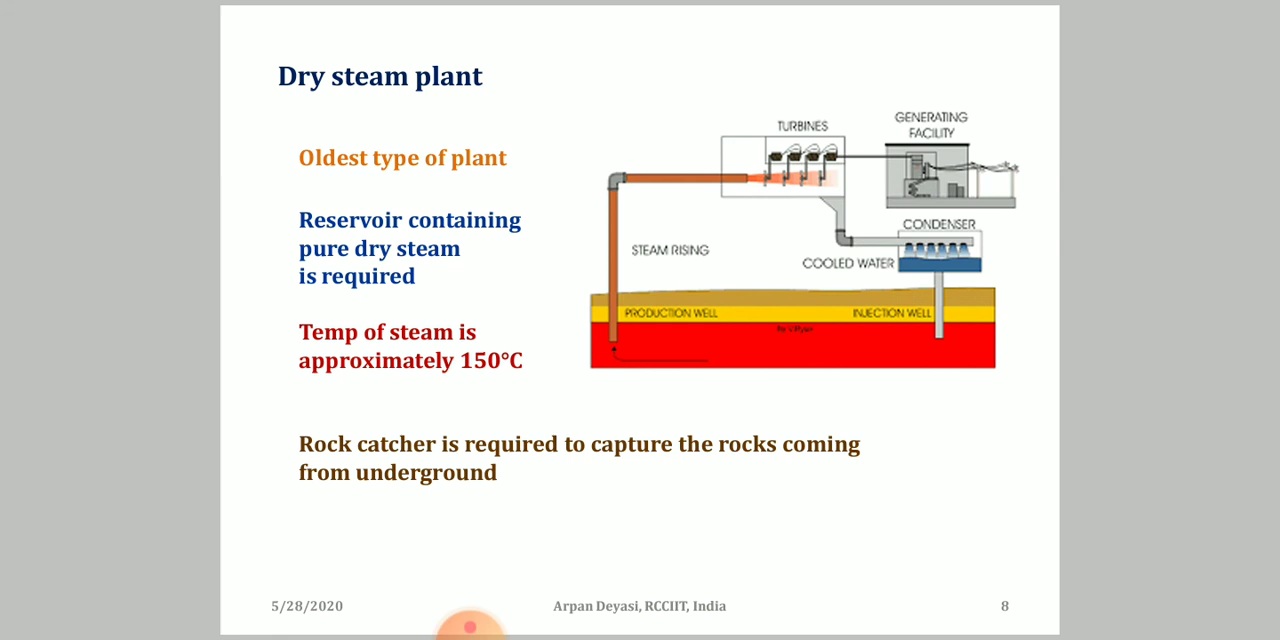 Dry steam plant
Oldest type of plant
Reservoir containing
pure dry steam
is required
Temp of steam is
approximately 150°C
TURBINES
GENERATING
FACILITY
CONDENSER
STEAM RISING
COOLED WATER
PRODUCTION WELL
INJECTION WELL
Rock catcher is required to capture the rocks coming
from underground
5/28/2020
Arpan Deyasi, RCCIIT, India
8